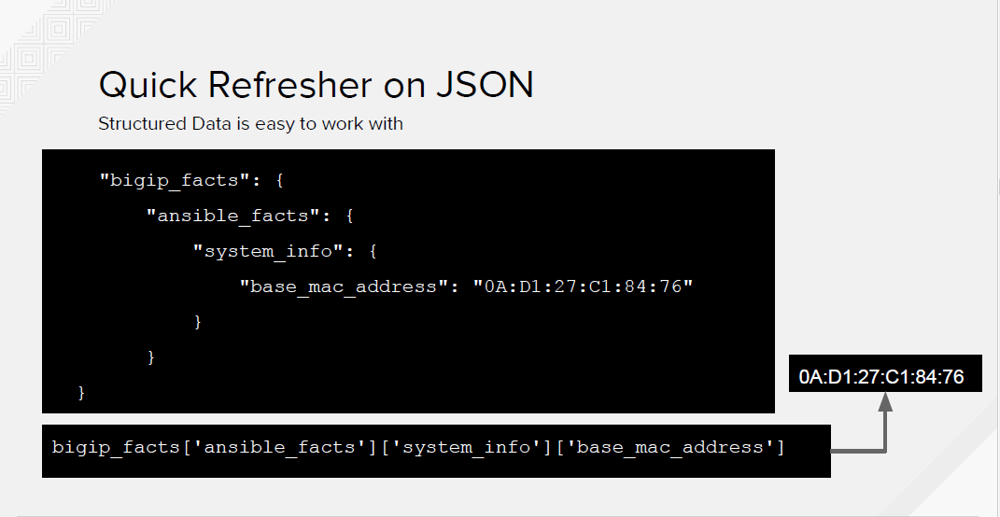 Quick Refresher on JSON
Structured Data is easy to work with
"bigip_facts": {
"ansible_facts": {
"system_info": {
"base_mac_address": "0A:D1:27:C1:84:76"
}
}
}
0A:D1:27:C1:84:76
bigip_facts['ansible_facts']['system_info']['base_mac_address']